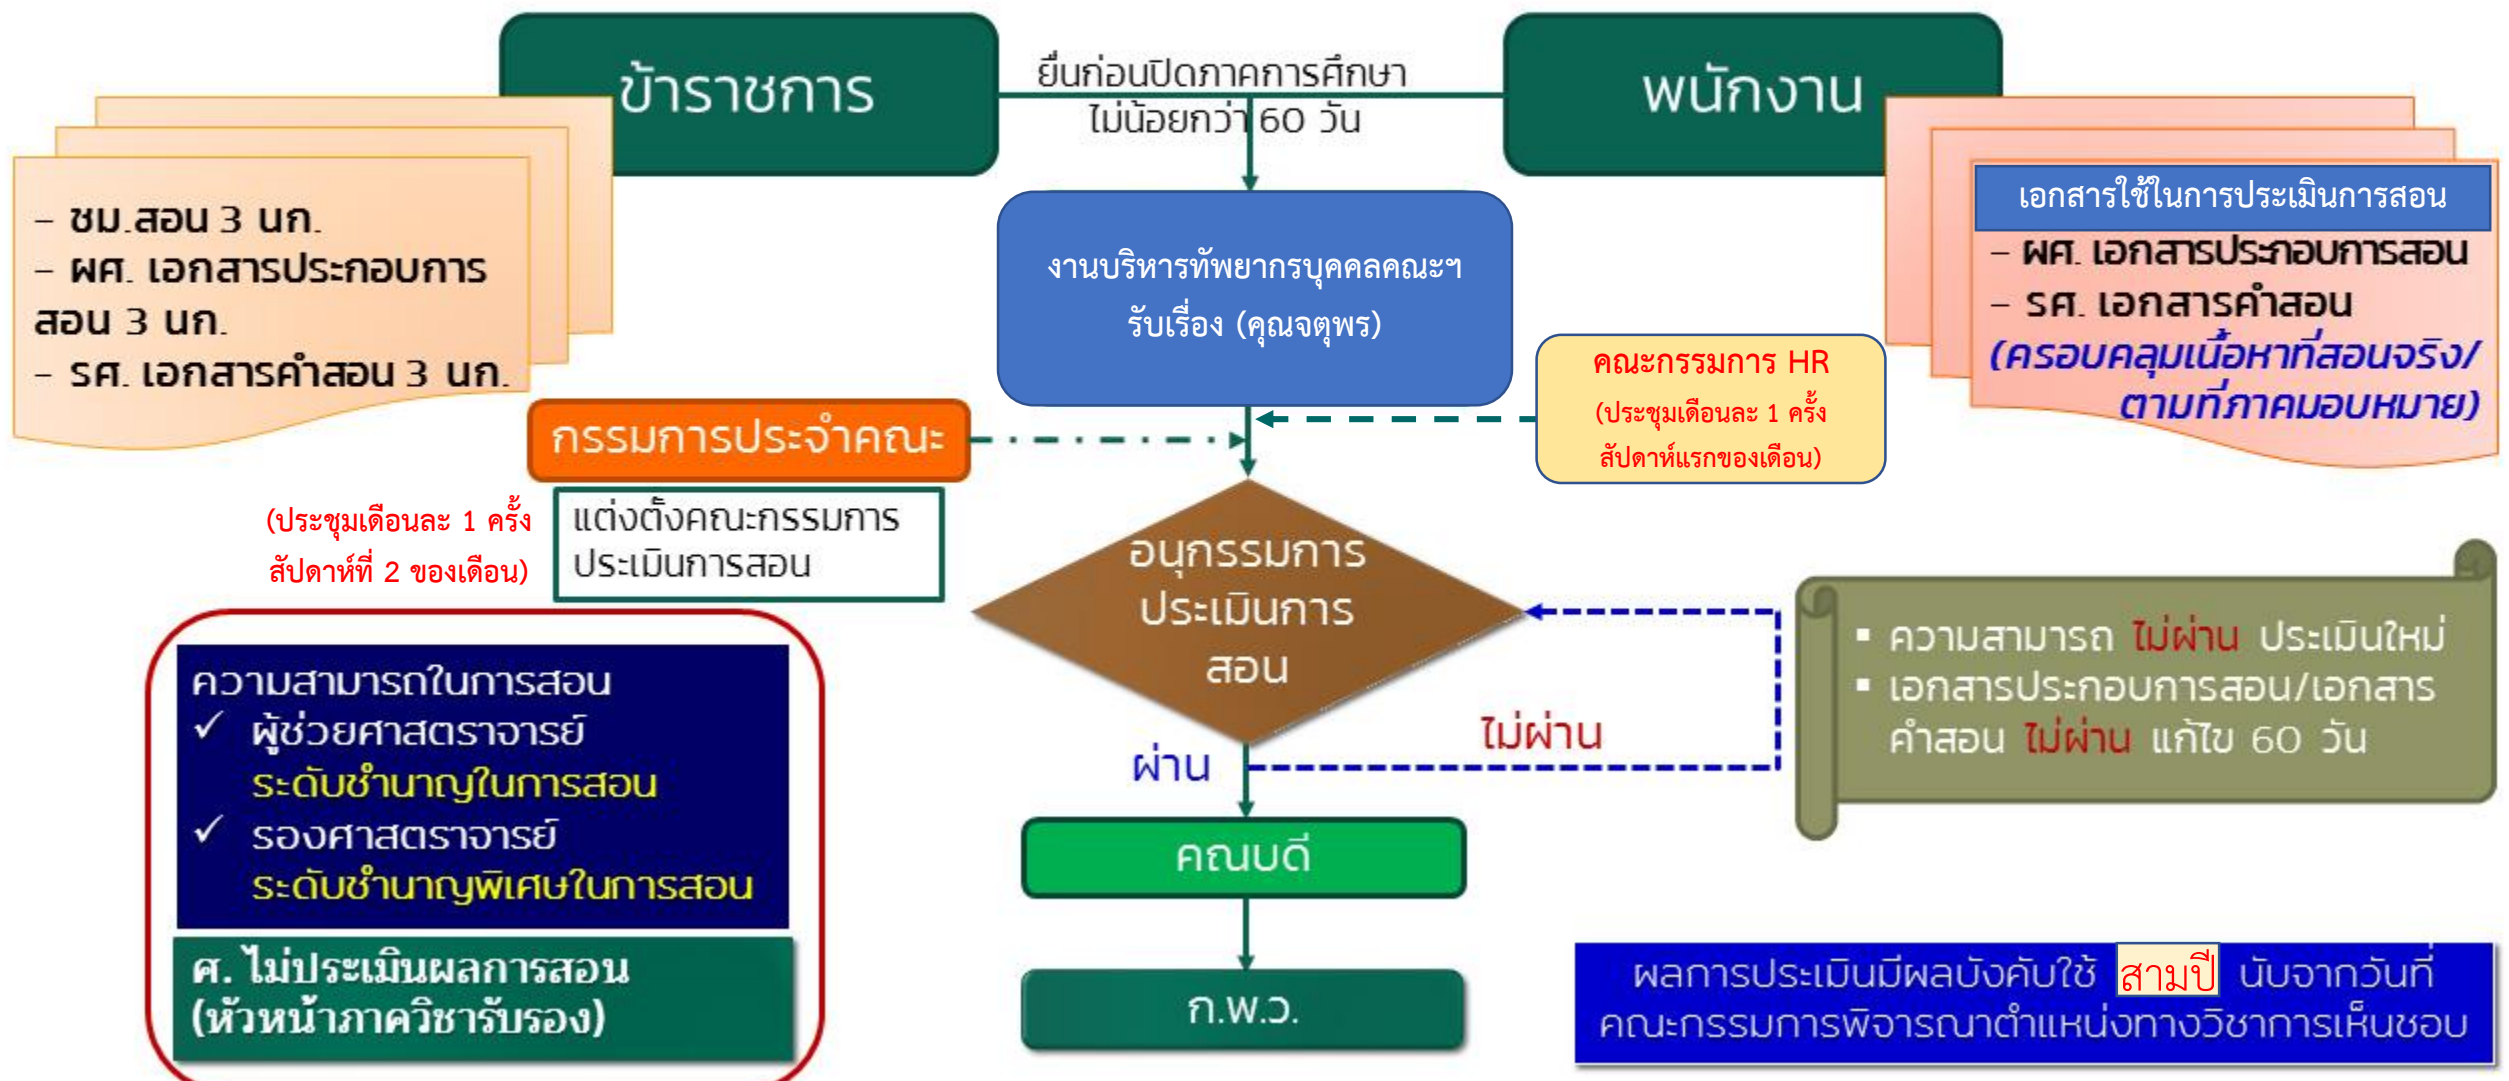 ข้าราชการ
ยื่นก่อนปิดภาคการศึกษา
ไม่น้อยกว่า 60 วัน
พนักงาน
– ชม.สอน 3 นก.
– ผศ. เอกสารประกอบการ
สอน 3 นก.
– รศ. เอกสารคำสอน 3 นก.
งานบริหารทัพยากรบุคคลคณะฯ
รับเรื่อง (คุณจตุพร)
เอกสารใช้ในการประเมินการสอน
– ผศ. เอกสารประกอบการสอน
– รศ. เอกสารคำสอน
(ครอบคลุมเนื้อหาที่สอนจริง/
ตามที่ภาคมอบหมาย)
คณะกรรมการ HR
(ประชุมเดือนละ 1 ครั้ง
สัปดาห์แรกของเดือน)
กรรมการประจำคณะ
(ประชุมเดือนละ 1 ครั้ง
สัปดาห์ที่ 2 ของเดือน)
แต่งตั้งคณะกรรมการ
ประเมินการสอน
อนุกรรมการ
ประเมินการ
สอน
▪ ความสามารถ ไม่ผ่าน ประเมินใหม่
▪ เอกสารประกอบการสอน/เอกสาร
คำสอน ไม่ผ่าน แก้ไข 60 วัน
ความสามารถในการสอน
✓ ผู้ช่วยศาสตราจารย์
ระดับชำนาญในการสอน
✓ รองศาสตราจารย์
ระดับชำนาญพิเศษในการสอน
ศ. ไม่ประเมินผลการสอน
(หัวหน้าภาควิชารับรอง)
ผ่าน
ไม่ผ่าน
คณบดี
ก.พ.ว.
ผลการประเมินมีผลบังคับใช้ สามปี นับจากวันที่
คณะกรรมการพิจารณาตำแหน่งทางวิชาการเห็นชอบ